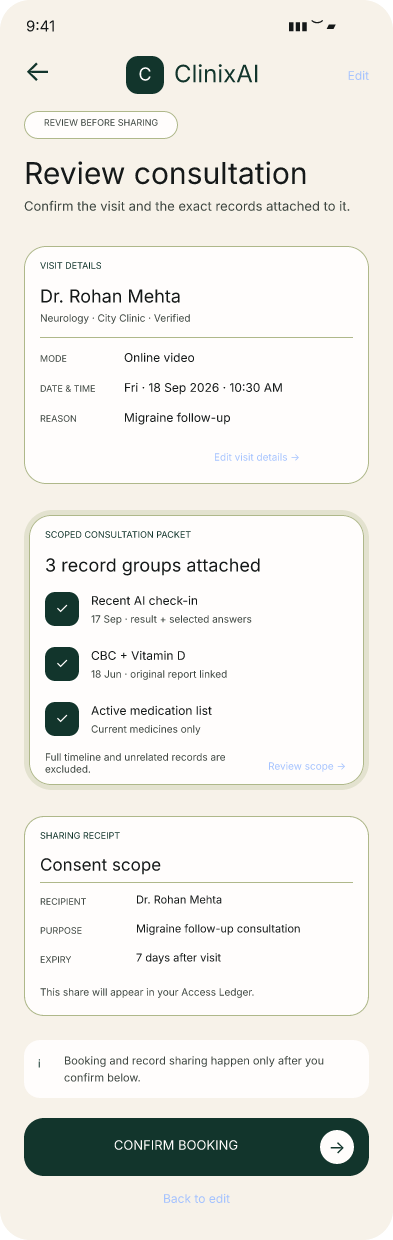 9:41
C ClinixAI
Edit
REVIEW BEFORE SHARING
Review consultation
Confirm the visit and the exact records attached to it.
VISIT DETAILS
Dr. Rohan Mehta
Neurology · City Clinic · Verified
MODE Online video
DATE & TIME Fri · 18 Sep 2026 · 10:30 AM
REASON Migraine follow-up
Edit visit details →
SCOPED CONSULTATION PACKET
3 record groups attached
Recent AI check-in
17 Sep · result + selected answers
CBC + Vitamin D
18 Jun · original report linked
Active medication list
Current medicines only
Full timeline and unrelated records are
excluded.
Review scope →
SHARING RECEIPT
Consent scope
RECIPIENT Dr. Rohan Mehta
PURPOSE Migraine follow-up consultation
EXPIRY 7 days after visit
This share will appear in your Access Ledger.
i Booking and record sharing happen only after you
confirm below.
CONFIRM BOOKING →
Back to edit